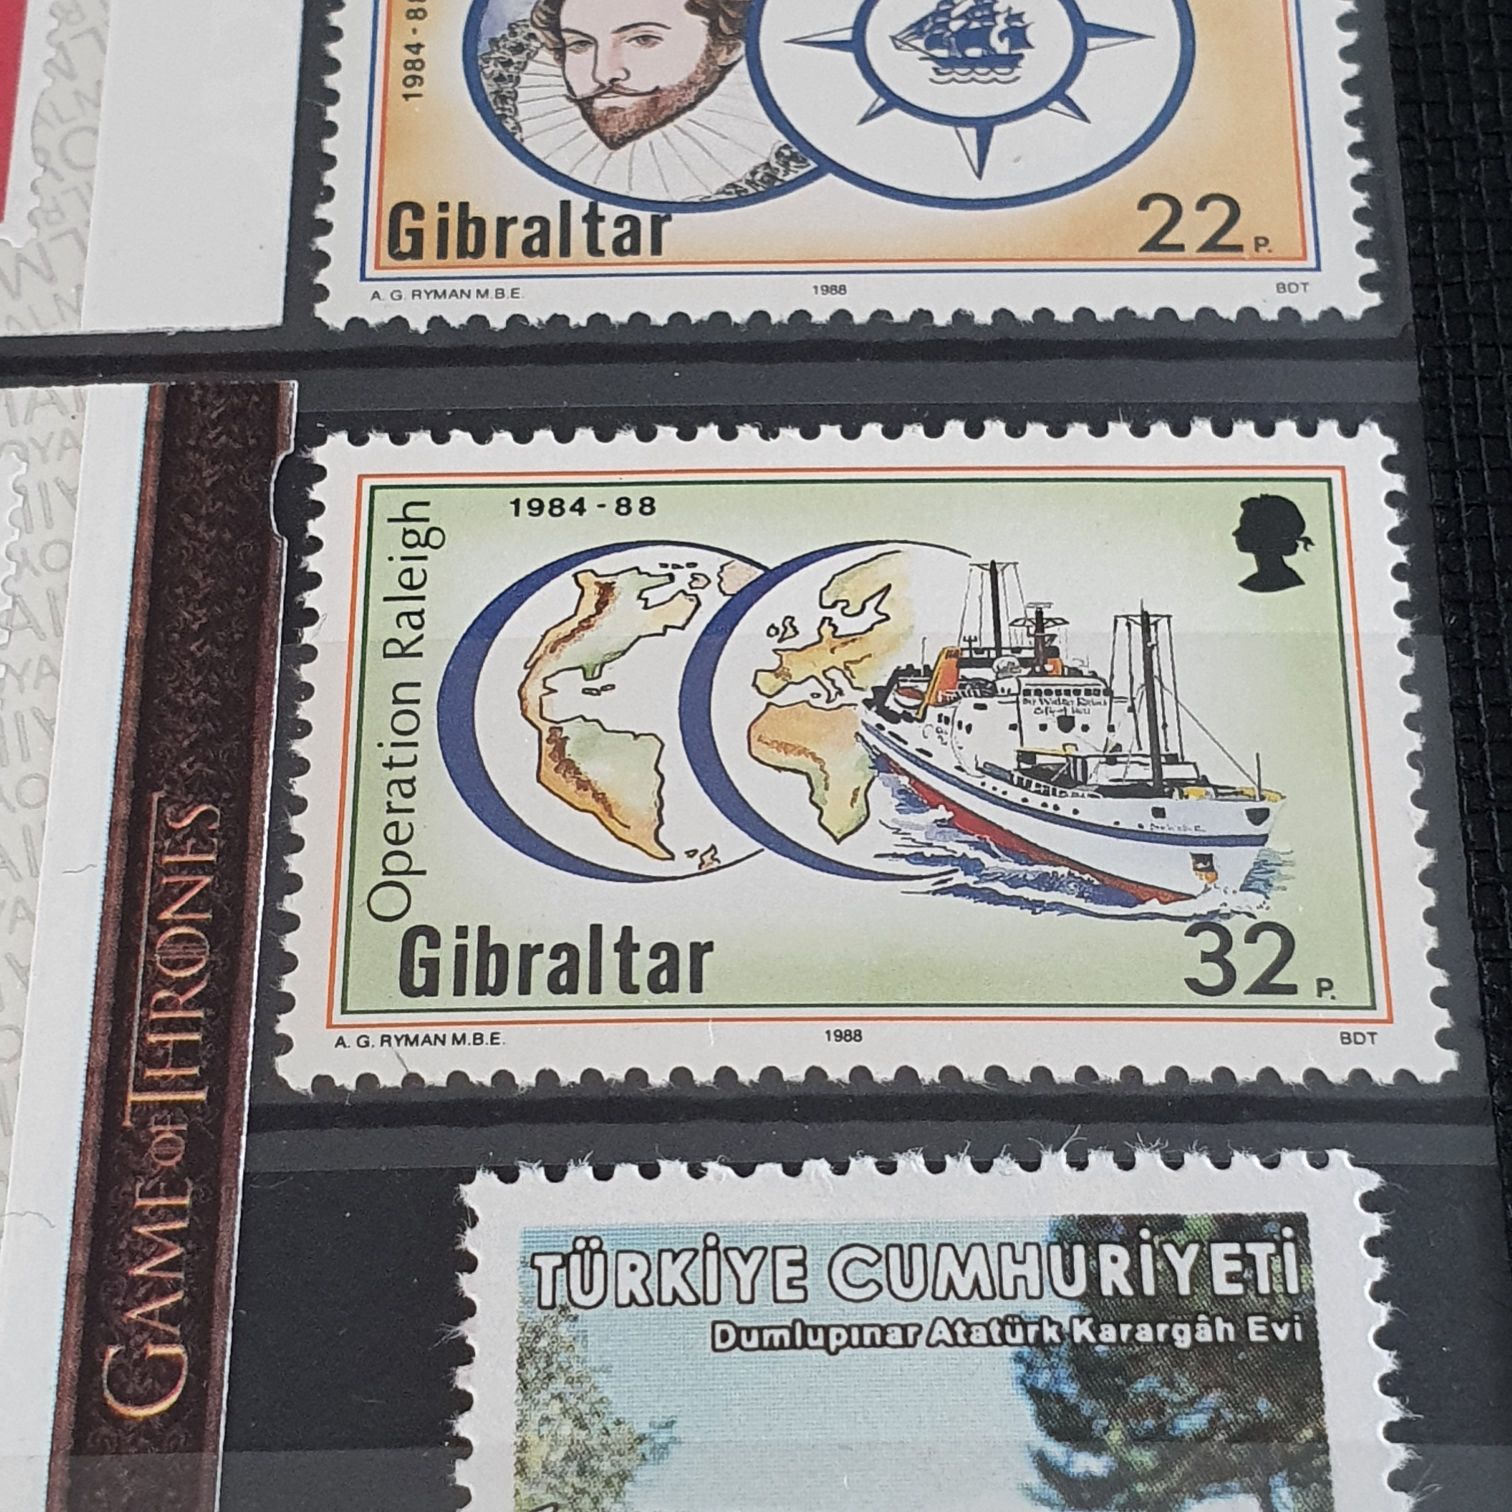 1984-88
Gibraltar
22P.
A. G. RYMAN M.B.E.
1988
BDT
1984-88
Operation Raleigh
Gibraltar
32P.
A. G. RYMAN M.B.E.
1988
BDT
GAME OF THRONES
TÜRKİYE CUMHURİYETİ
Dumlupınar Atatürk Karargâh Evi